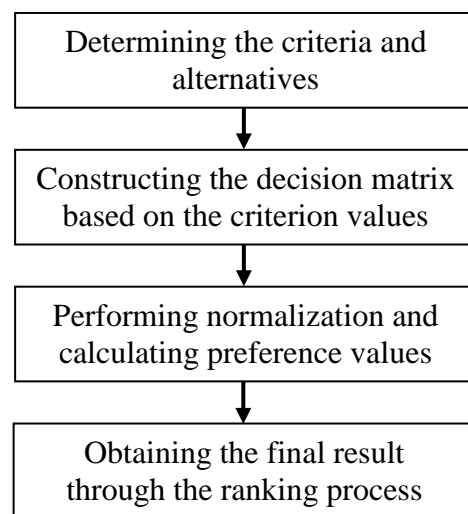 Determining the criteria and
alternatives
Constructing the decision matrix
based on the criterion values
Performing normalization and
calculating preference values
Obtaining the final result
through the ranking process